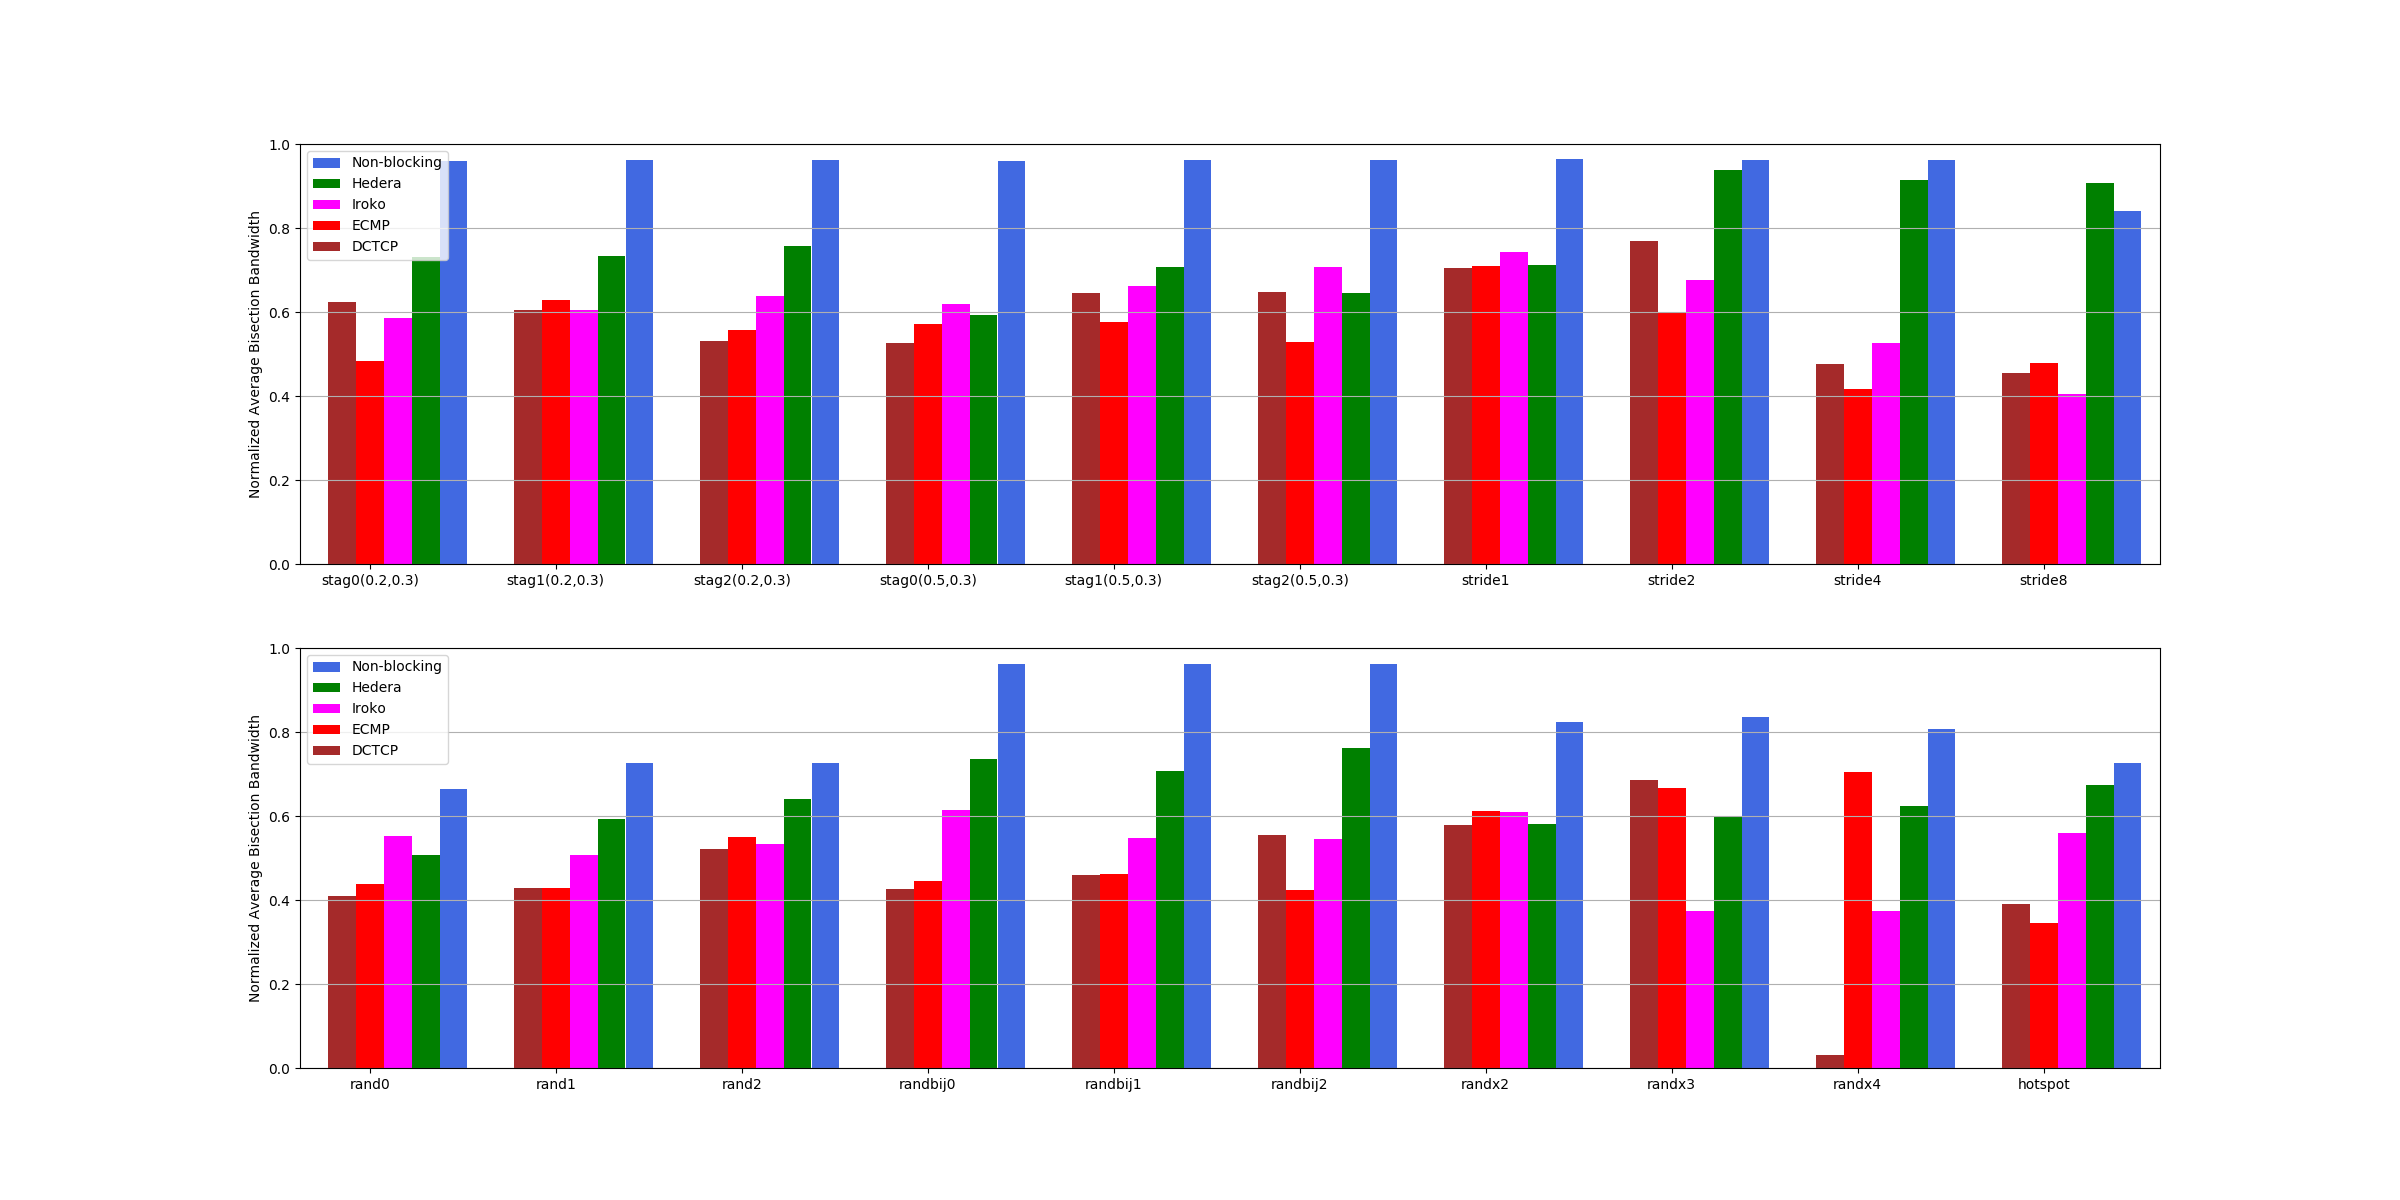 Normalized Average Bisection Bandwidth
1.0
0.8
0.6
0.4
0.2
0.0
Non-blocking
Hedera
Iroko
ECMP
DCTCP
stag0(0.2,0.3) stag1(0.2,0.3) stag2(0.2,0.3) stag0(0.5,0.3) stag1(0.5,0.3) stag2(0.5,0.3) stride1 stride2 stride4 stride8
Normalized Average Bisection Bandwidth
1.0
0.8
0.6
0.4
0.2
0.0
Non-blocking
Hedera
Iroko
ECMP
DCTCP
rand0 rand1 rand2 randbij0 randbij1 randbij2 randx2 randx3 randx4 hotspot